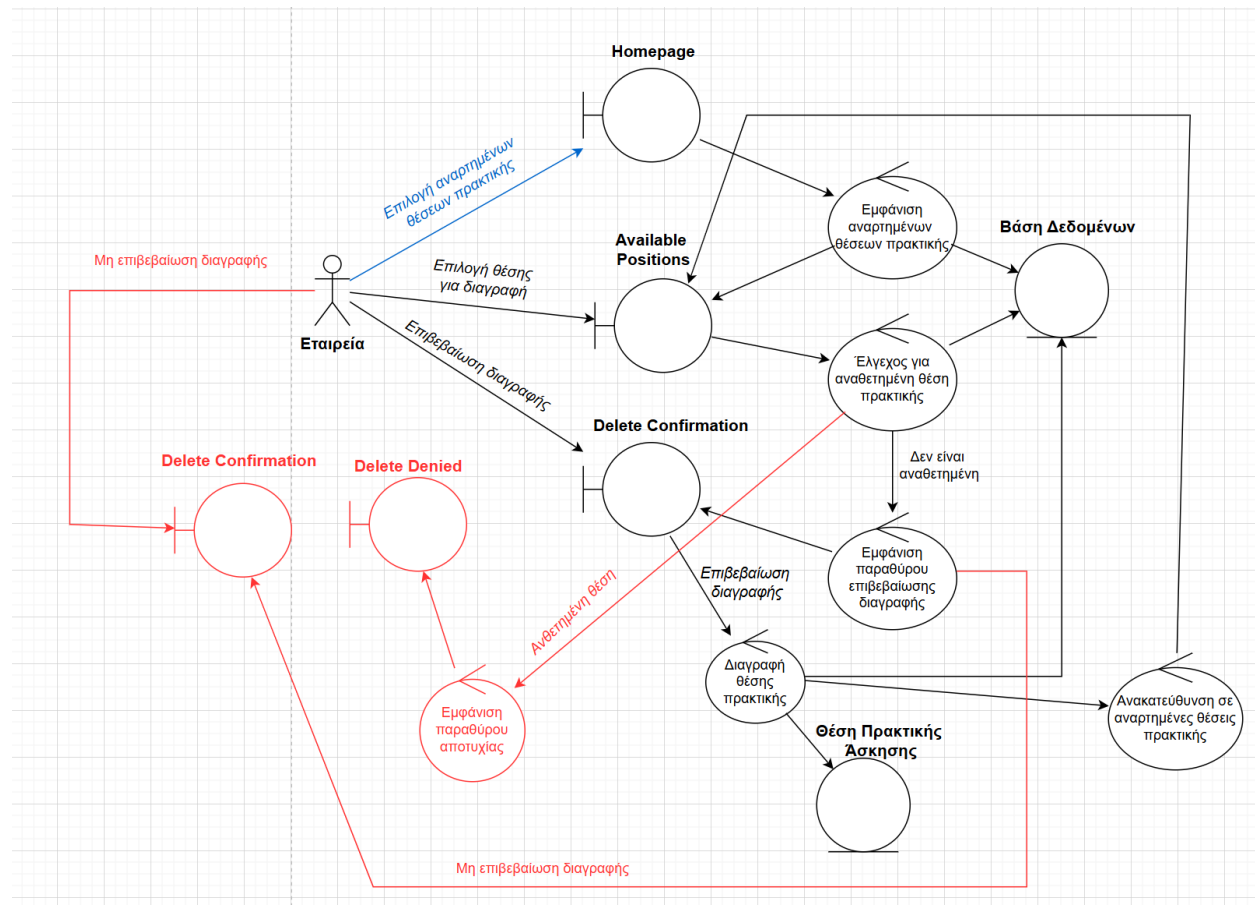 Homepage
Επιλογή αναρτημένων
θέσεων πρακτικής
Εμφάνιση
αναρτημένων
θέσεων πρακτικής
Βάση Δεδομένων
Available
Positions
Μη επιβεβαίωση διαγραφής
Επιλογή θέσης
για διαγραφή
Εταιρεία
Επιβεβαίωση διαγραφής
Έλεγχος για
αναθετημένη θέση
πρακτικής
Delete Confirmation
Δεν είναι
αναθετημένη
Delete Confirmation
Delete Denied
Εμφάνιση
παραθύρου
επιβεβαίωσης
διαγραφής
Επιβεβαίωση
διαγραφής
Ανθετημένη θέση
Διαγραφή
θέσης
πρακτικής
Ανακατεύθυνση σε
αναρτημένες θέσεις
πρακτικής
Εμφάνιση
παραθύρου
αποτυχίας
Θέση Πρακτικής
Άσκησης
Μη επιβεβαίωση διαγραφής